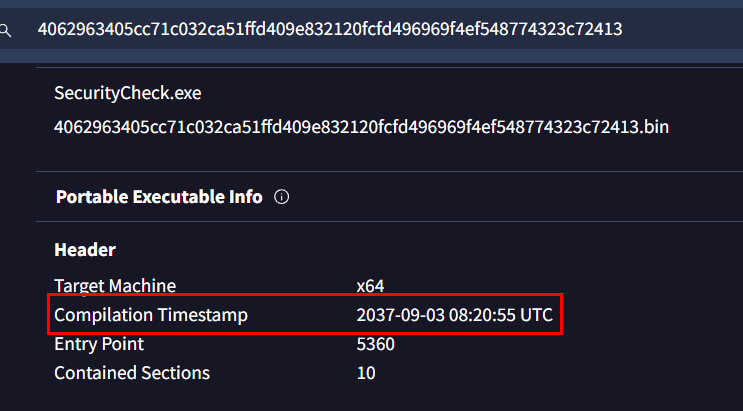 4062963405cc71c032ca51ffd409e832120fcfd496969f4ef548774323c72413
SecurityCheck.exe
4062963405cc71c032ca51ffd409e832120fcfd496969f4ef548774323c72413.bin
Portable Executable Info
Header
Target Machine x64
Compilation Timestamp 2037-09-03 08:20:55 UTC
Entry Point 5360
Contained Sections 10